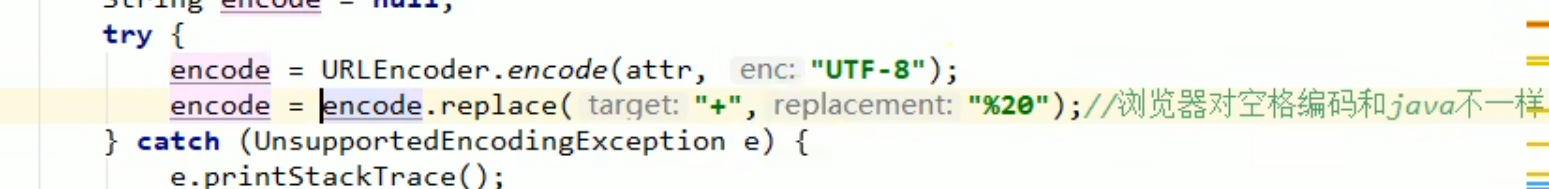 String encode = null;
try {
encode = URLEncoder.encode(attr, enc: "UTF-8");
encode = encode.replace( target: "+", replacement: "%20");//浏览器对空格编码和java不一样
} catch (UnsupportedEncodingException e) {
e.printStackTrace();